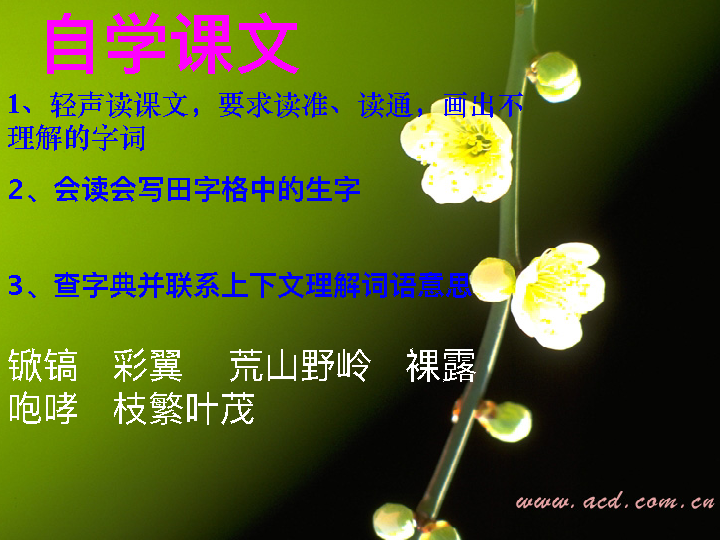 自学课文
1、轻声读课文，要求读准、读通，画出不
理解的字词
2、会读会写田字格中的生字
3、查字典并联系上下文理解词语意思
锨镐 彩翼 荒山野岭 裸露
咆哮 枝繁叶茂
www.acd.com.cn